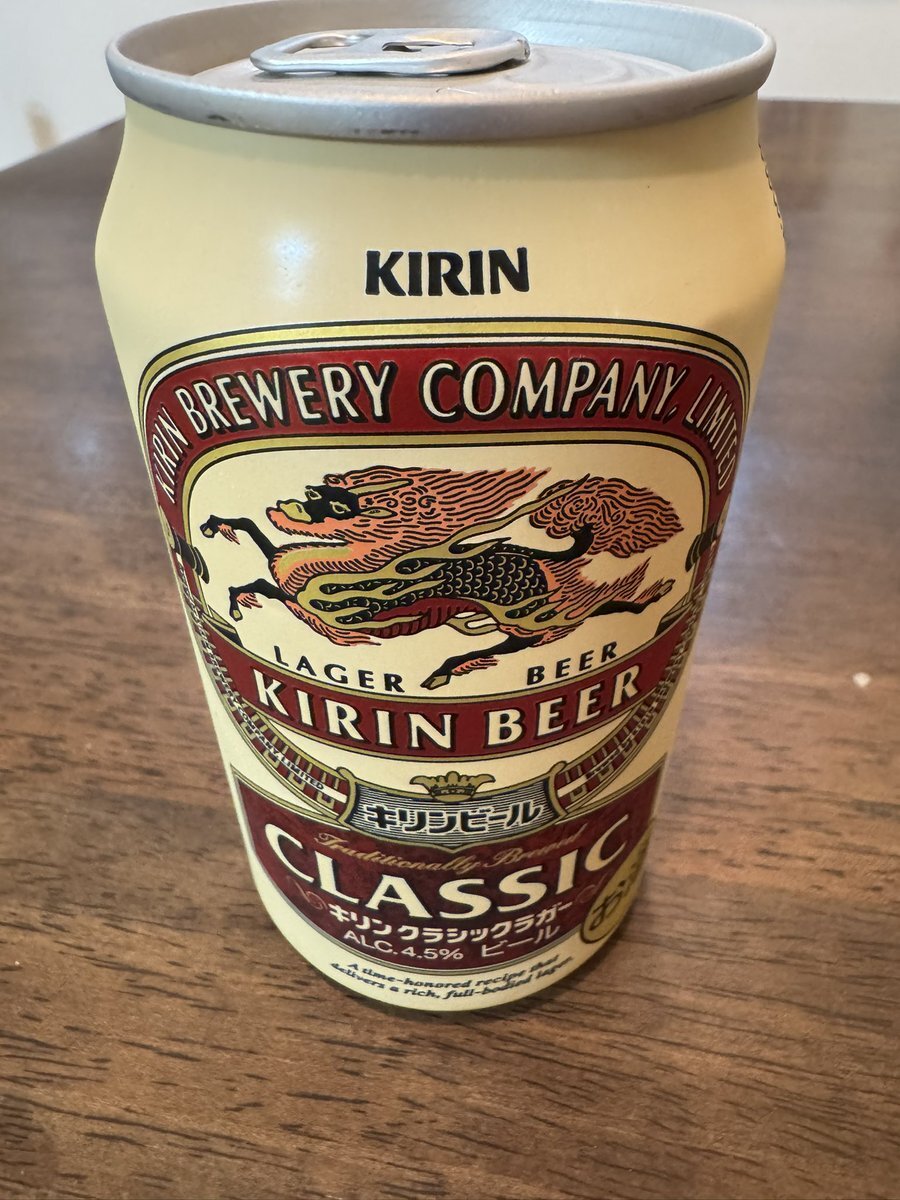 KIRIN
KIRIN BREWERY COMPANY, LIMITED
LAGER BEER
KIRIN BEER
キリンビール
Traditionally Brewed
CLASSIC
キリンクラシックラガー
ALC. 4.5% ビール
A time-honored recipe that
delivers a rich, full-bodied lager.